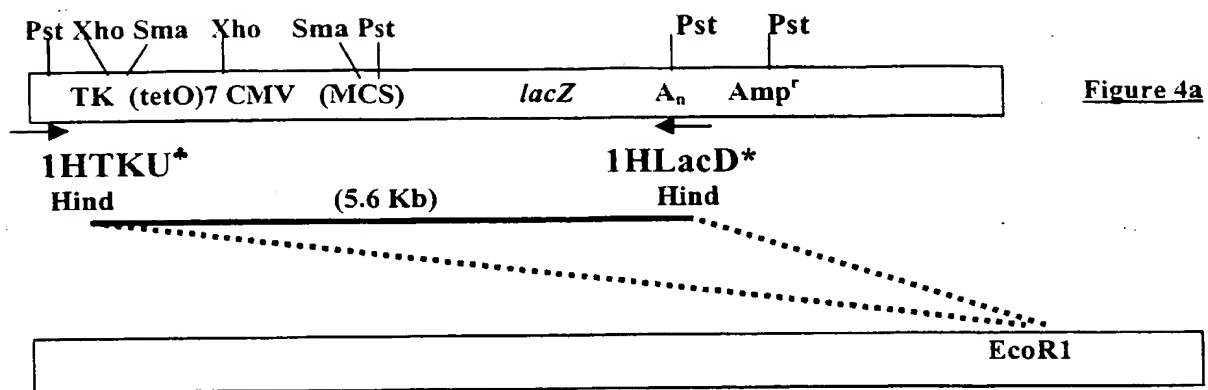 Pst Xho Sma Xho Sma Pst Pst Pst
TK (tetO)7 CMV (MCS) lacZ An Ampr Figure 4a
1HTKU♣ 1HLacD*
Hind (5.6 Kb) Hind
EcoR1